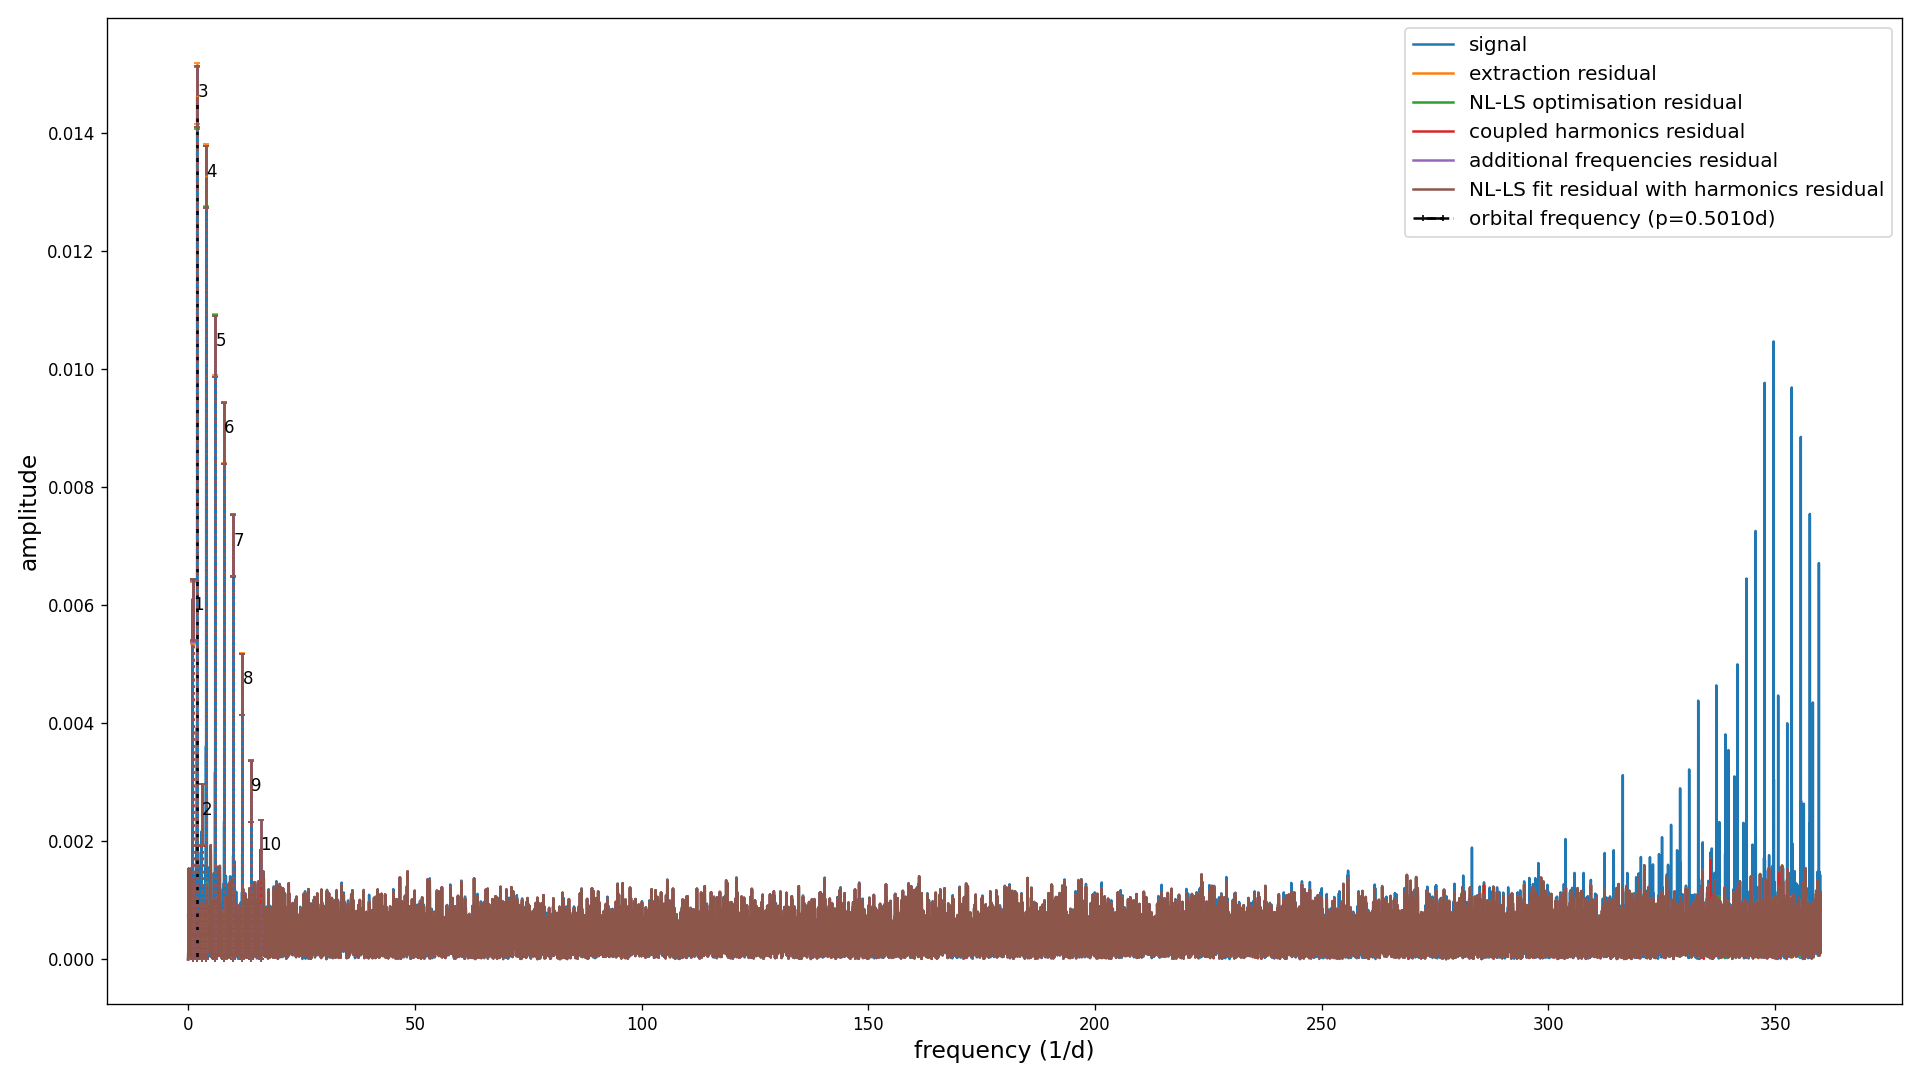 signal
extraction residual
NL-LS optimisation residual
coupled harmonics residual
additional frequencies residual
NL-LS fit residual with harmonics residual
orbital frequency (p=0.5010d)
amplitude
0.014
0.012
0.010
0.008
0.006
0.004
0.002
0.000
3
4
5
6
7
1
8
9
2
10
0
50
100
150
200
250
300
350
frequency (1/d)